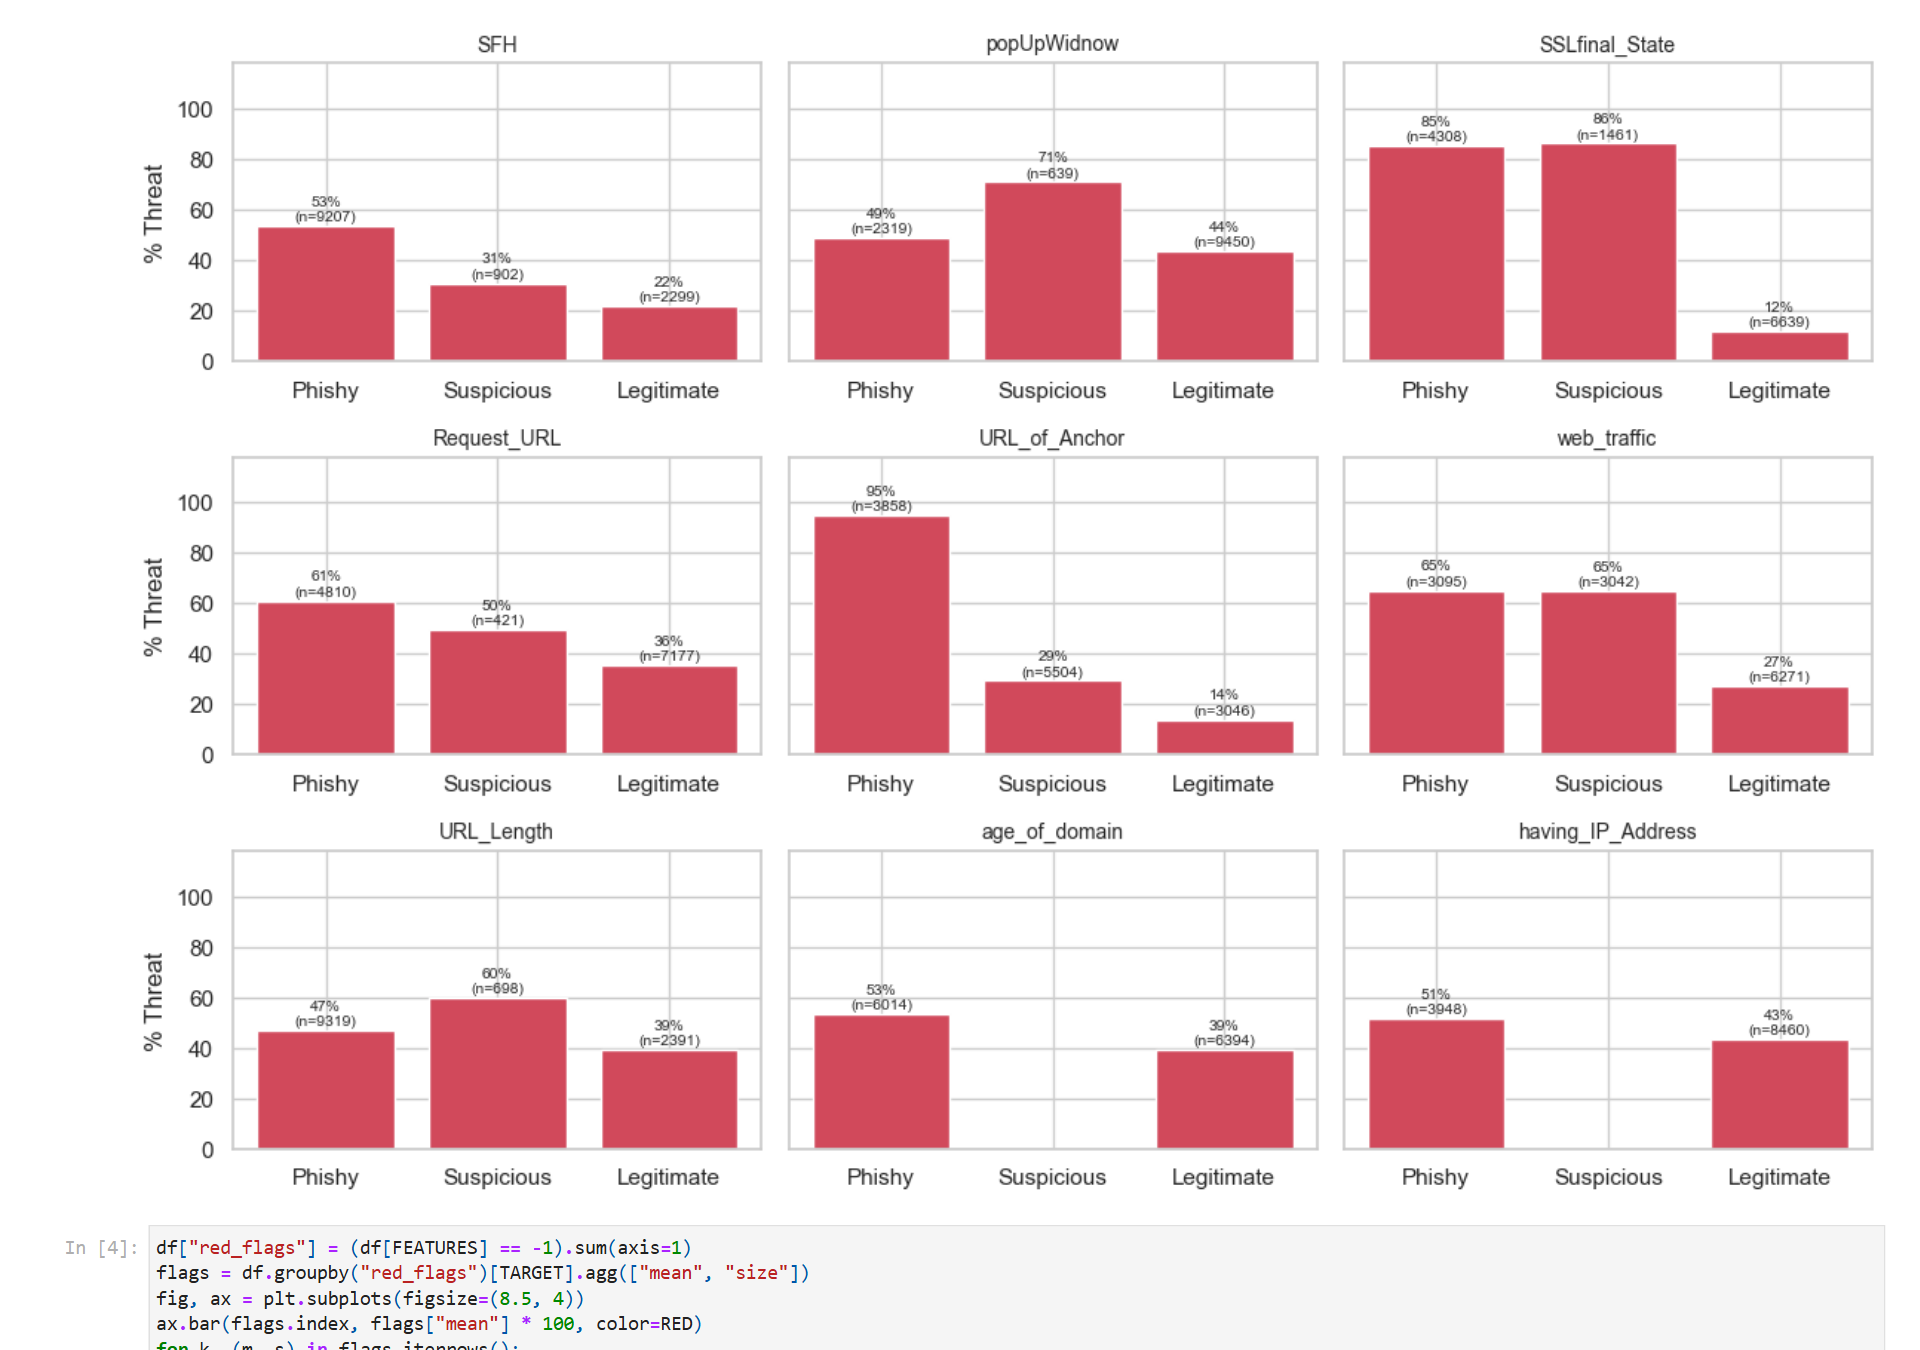 SFH
popUpWidnow
SSLfinal_State
% Threat
100
80
60
40
20
0
53%
(n=9207)
31%
(n=902)
22%
(n=2299)
49%
(n=2319)
71%
(n=639)
44%
(n=9450)
85%
(n=4308)
86%
(n=1461)
12%
(n=6639)
Phishy Suspicious Legitimate
Phishy Suspicious Legitimate
Phishy Suspicious Legitimate
Request_URL
URL_of_Anchor
web_traffic
% Threat
100
80
60
40
20
0
61%
(n=4810)
50%
(n=421)
36%
(n=7177)
95%
(n=3858)
29%
(n=5504)
14%
(n=3046)
65%
(n=3095)
65%
(n=3042)
27%
(n=6271)
Phishy Suspicious Legitimate
Phishy Suspicious Legitimate
Phishy Suspicious Legitimate
URL_Length
age_of_domain
having_IP_Address
% Threat
100
80
60
40
20
0
47%
(n=9319)
60%
(n=698)
39%
(n=2391)
53%
(n=6014)
39%
(n=6394)
51%
(n=3948)
43%
(n=8460)
Phishy Suspicious Legitimate
Phishy Suspicious Legitimate
Phishy Suspicious Legitimate
In [4]:
df["red_flags"] = (df[FEATURES] == -1).sum(axis=1)
flags = df.groupby("red_flags")[TARGET].agg(["mean", "size"])
fig, ax = plt.subplots(figsize=(8.5, 4))
ax.bar(flags.index, flags["mean"] * 100, color=RED)
for k, (m, s) in flags.iterrows():